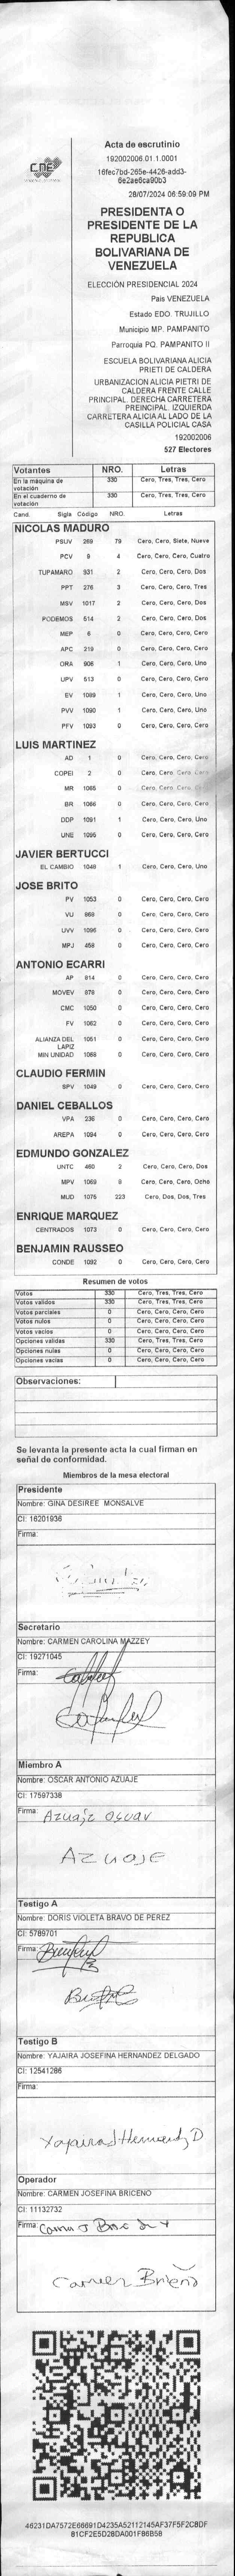 CNE
Acta de escrutinio
192002006.01.1.0001
16fec7bd-265e-4426-add3-
6e2ae6ca90b3
28/07/2024 06:59:09 PM
PRESIDENTA O
PRESIDENTE DE LA
REPUBLICA
BOLIVARIANA DE
VENEZUELA
ELECCIÓN PRESIDENCIAL 2024
Pais VENEZUELA
Estado EDO. TRUJILLO
Municipio MP. PAMPANITO
Parroquia PQ. PAMPANITO II
ESCUELA BOLIVARIANA ALICIA
PRIETI DE CALDERA
URBANIZACION ALICIA PIETRI DE
CALDERA FRENTE CALLE
PRINCIPAL. DERECHA CARRETERA
PREINCIPAL. IZQUIERDA
CARRETERA ALICIA AL LADO DE LA
CASILLA POLICIAL CASA
192002006
527 Electores
Votantes NRO. Letras
En la máquina de votación 330 Cero, Tres, Tres, Cero
En el cuaderno de votación 330 Cero, Tres, Tres, Cero
Cand. Sigla Código NRO. Letras
NICOLAS MADURO
PSUV 269 79 Cero, Cero, Siete, Nueve
PCV 9 4 Cero, Cero, Cero, Cuatro
TUPAMARO 931 2 Cero, Cero, Cero, Dos
PPT 276 3 Cero, Cero, Cero, Tres
MSV 1017 2 Cero, Cero, Cero, Dos
PODEMOS 514 2 Cero, Cero, Cero, Dos
MEP 6 0 Cero, Cero, Cero, Cero
APC 219 0 Cero, Cero, Cero, Cero
ORA 906 1 Cero, Cero, Cero, Uno
UPV 513 0 Cero, Cero, Cero, Cero
EV 1089 1 Cero, Cero, Cero, Uno
PVV 1090 1 Cero, Cero, Cero, Uno
PFV 1093 0 Cero, Cero, Cero, Cero
LUIS MARTINEZ
AD 1 0 Cero, Cero, Cero, Cero
COPEI 2 0 Cero, Cero, Cero, Cero
MR 1085 0 Cero, Cero, Cero,
BR 1086 0 Cero, Cero, Cero, Cero
DDP 1091 1 Cero, Cero, Cero, Uno
UNE 1095 0 Cero, Cero, Cero, Cero
JAVIER BERTUCCI
EL CAMBIO 1046 1 Cero, Cero, Cero, Uno
JOSE BRITO
PV 1053 0 Cero, Cero, Cero, Cero
VU 869 0 Cero, Cero, Cero, Cero
UVV 1096 0 Cero, Cero, Cero, Cero
MPJ 458 0 Cero, Cero, Cero, Cero
ANTONIO ECARRI
AP 814 0 Cero, Cero, Cero, Cero
MOVEV 879 0 Cero, Cero, Cero, Cero
CMC 1050 0 Cero, Cero, Cero, Cero
FV 1062 0 Cero, Cero, Cero, Cero
ALIANZA DEL LAPIZ 1051 0 Cero, Cero, Cero, Cero
MIN UNIDAD 1068 0 Cero, Cero, Cero, Cero
CLAUDIO FERMIN
SPV 1049 0 Cero, Cero, Cero, Cero
DANIEL CEBALLOS
VPA 236 0 Cero, Cero, Cero, Cero
AREPA 1094 0 Cero, Cero, Cero, Cero
EDMUNDO GONZALEZ
UNTC 460 2 Cero, Cero, Cero, Dos
MPV 1069 8 Cero, Cero, Cero, Ocho
MUD 1075 223 Cero, Dos, Dos, Tres
ENRIQUE MARQUEZ
CENTRADOS 1073 0 Cero, Cero, Cero, Cero
BENJAMIN RAUSSEO
CONDE 1092 0 Cero, Cero, Cero, Cero
Resumen de votos
Votos 330 Cero, Tres, Tres, Cero
Votos validos 330 Cero, Tres, Tres, Cero
Votos parciales 0 Cero, Cero, Cero, Cero
Votos nulos 0 Cero, Cero, Cero, Cero
Votos vacios 0 Cero, Cero, Cero, Cero
Opciones validas 330 Cero, Tres, Tres, Cero
Opciones nulas 0 Cero, Cero, Cero, Cero
Opciones vacias 0 Cero, Cero, Cero, Cero
Observaciones:
Se levanta la presente acta la cual firman en
señal de conformidad.
Miembros de la mesa electoral
Presidente
Nombre: GINA DESIREE MONSALVE
CI: 16201936
Firma:
Secretario
Nombre: CARMEN CAROLINA MAZZEY
CI: 19271045
Firma:
Miembro A
Nombre: OSCAR ANTONIO AZUAJE
CI: 17597338
Firma: Azuaje Oscar
AZUAJE
Testigo A
Nombre: DORIS VIOLETA BRAVO DE PEREZ
CI: 5789701
Firma:
Testigo B
Nombre: YAJAIRA JOSEFINA HERNANDEZ DELGADO
CI: 12541286
Firma:
Yajaira J Hernandez D
Operador
Nombre: CARMEN JOSEFINA BRICENO
CI: 11132732
Firma:
Carmen Briceño
46231DA7572E66691D4235A52112145AF37F5F2C8DF
81CF2E5D28DA001F86B58